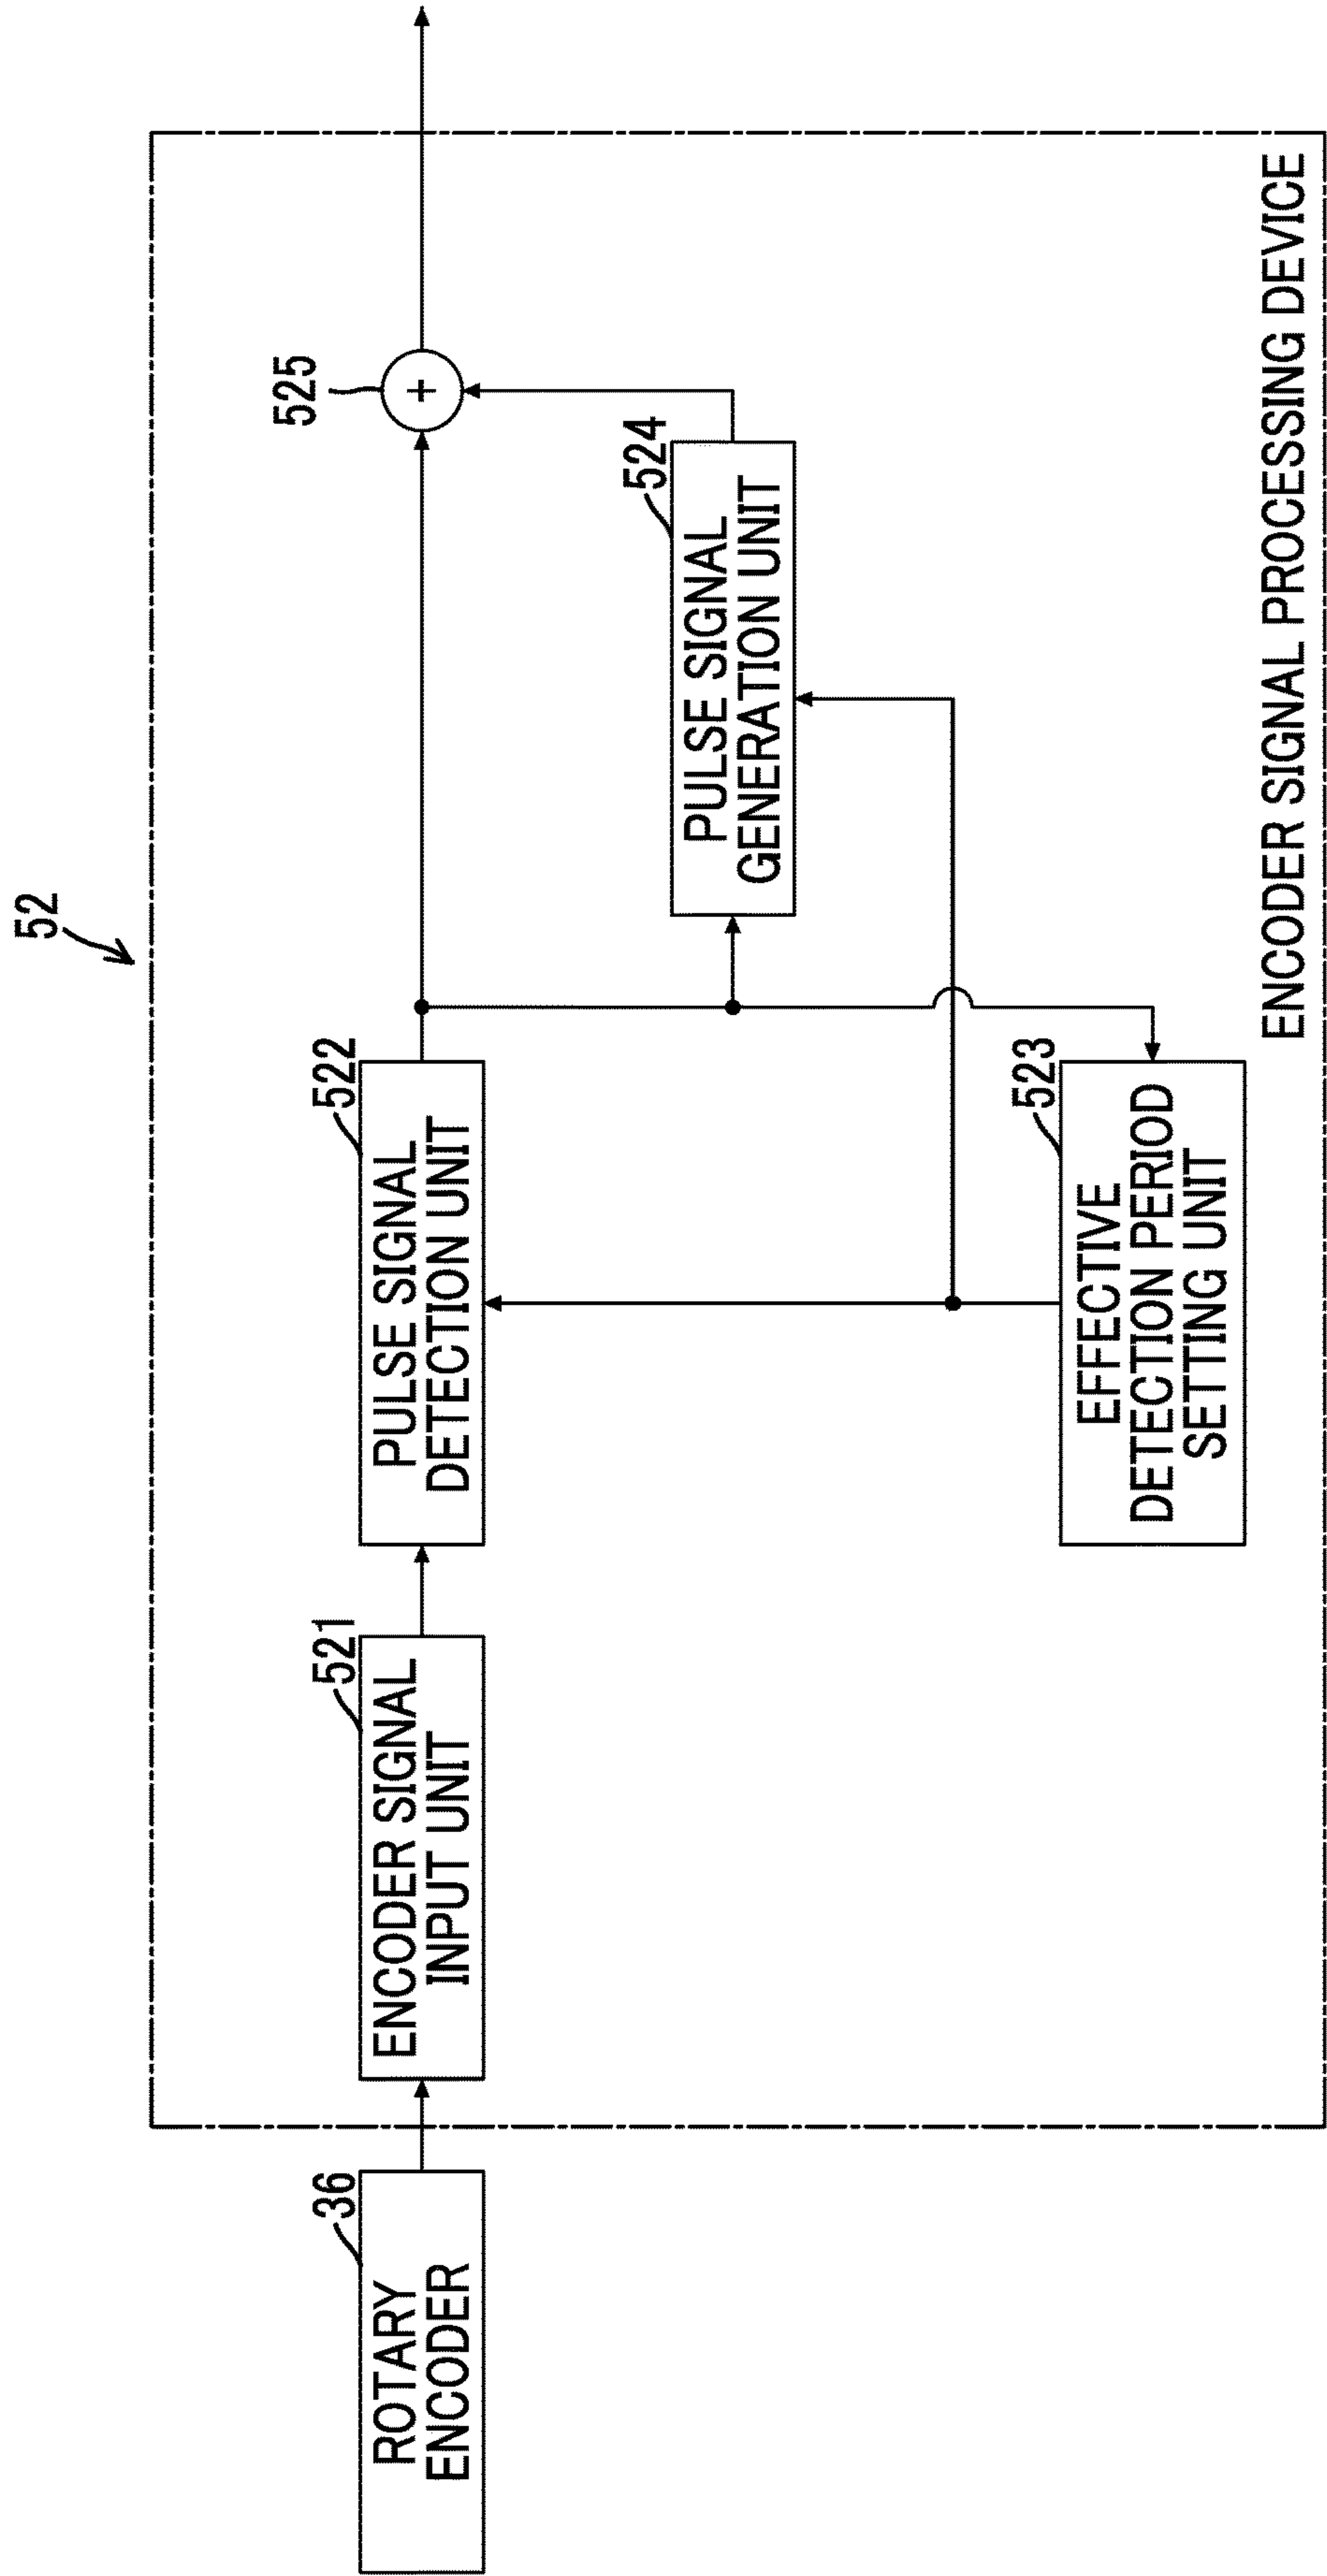 52
525
36
ROTARY
ENCODER
521
ENCODER SIGNAL
INPUT UNIT
522
PULSE SIGNAL
DETECTION UNIT
+
524
PULSE SIGNAL
GENERATION UNIT
523
EFFECTIVE
DETECTION PERIOD
SETTING UNIT
ENCODER SIGNAL PROCESSING DEVICE